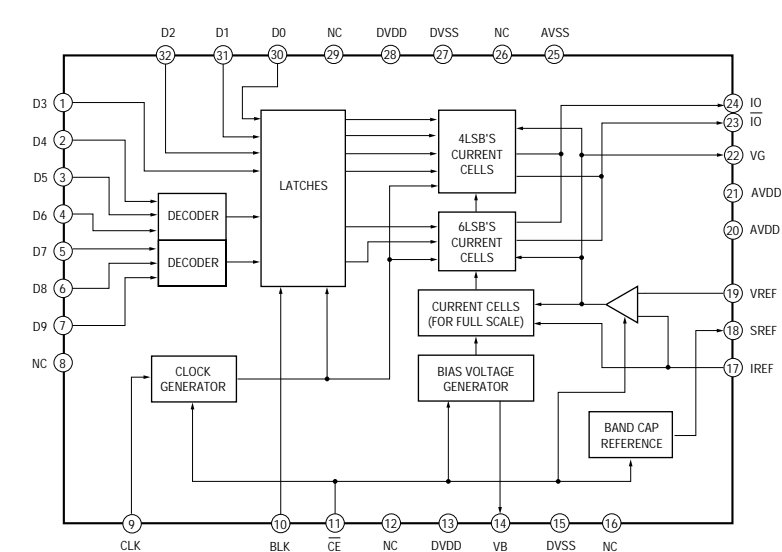 D2 D1 D0 NC DVDD DVSS NC AVSS
32 31 30 29 28 27 26 25
D3 1
D4 2
D5 3
D6 4
D7 5
D8 6
D9 7
NC 8
LATCHES
DECODER
DECODER
4LSB'S
CURRENT
CELLS
6LSB'S
CURRENT
CELLS
CURRENT CELLS
(FOR FULL SCALE)
CLOCK
GENERATOR
BIAS VOLTAGE
GENERATOR
BAND CAP
REFERENCE
24 IO
23 I̅O̅
22 VG
21 AVDD
20 AVDD
19 VREF
18 SREF
17 IREF
9 10 11 12 13 14 15 16
CLK BLK C̅E̅ NC DVDD VB DVSS NC